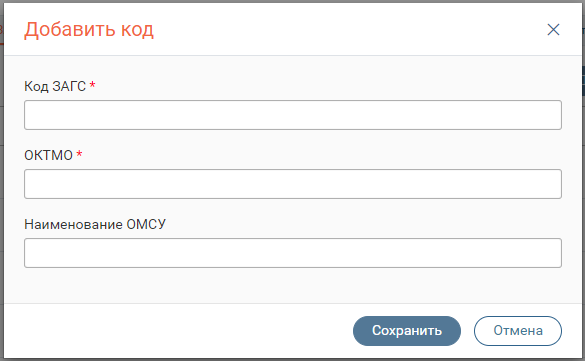 Добавить код
Код ЗАГС *
ОКТМО *
Наименование ОМСУ
Сохранить
Отмена